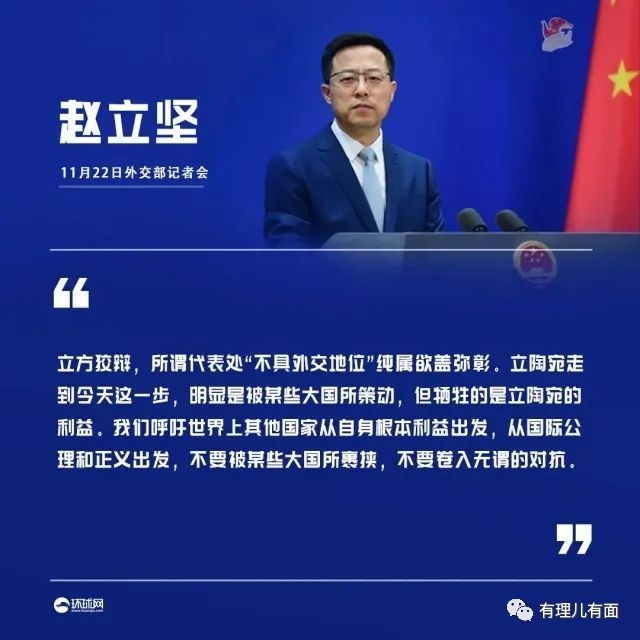 赵立坚
11月22日外交部记者会
立方狡辩，所谓代表处“不具外交地位”纯属欲盖弥彰。立陶宛走
到今天这一步，明显是被某些大国所策动，但牺牲的是立陶宛的
利益。我们呼吁世界上其他国家从自身根本利益出发，从国际公
理和正义出发，不要被某些大国所裹挟，不要卷入无谓的对抗。
环球网
www.huanqiu.com
有理儿有面